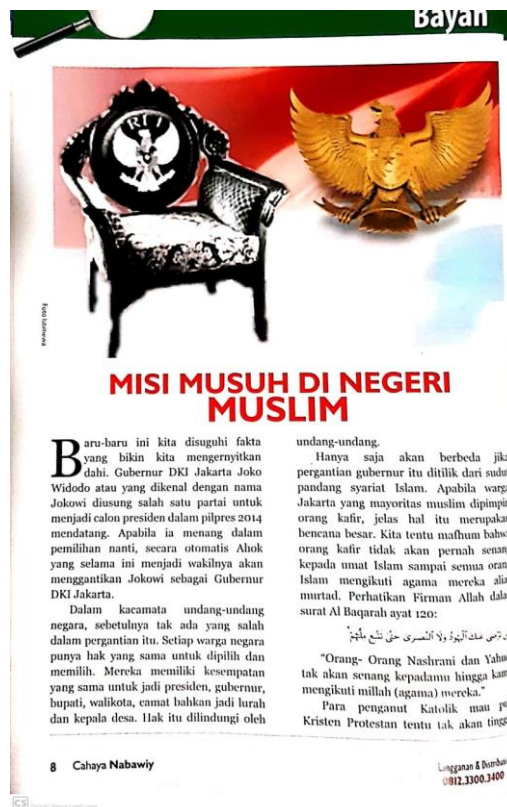 Bayan
RI 1
Foto: Istimewa
MISI MUSUH DI NEGERI
MUSLIM
Baru-baru ini kita disuguhi fakta
yang bikin kita mengernyitkan
dahi. Gubernur DKI Jakarta Joko
Widodo atau yang dikenal dengan nama
Jokowi diusung salah satu partai untuk
menjadi calon presiden dalam pilpres 2014
mendatang. Apabila ia menang dalam
pemilihan nanti, secara otomatis Ahok
yang selama ini menjadi wakilnya akan
menggantikan Jokowi sebagai Gubernur
DKI Jakarta.
Dalam kacamata undang-undang
negara, sebetulnya tak ada yang salah
dalam pergantian itu. Setiap warga negara
punya hak yang sama untuk dipilih dan
memilih. Mereka memiliki kesempatan
yang sama untuk jadi presiden, gubernur,
bupati, walikota, camat bahkan jadi lurah
dan kepala desa. Hak itu dilindungi oleh
undang-undang.
Hanya saja akan berbeda jika
pergantian gubernur itu ditilik dari sudut
pandang syariat Islam. Apabila warga
Jakarta yang mayoritas muslim dipimpin
orang kafir, jelas hal itu merupakan
bencana besar. Kita tentu mafhum bahwa
orang kafir tidak akan pernah senang
kepada umat Islam sampai semua orang
Islam mengikuti agama mereka alias
murtad. Perhatikan Firman Allah dalam
surat Al Baqarah ayat 120:
عنك اليهود ولا النصرى حتى تتبع ملتهم
"Orang- Orang Nashrani dan Yahudi
tak akan senang kepadamu hingga kamu
mengikuti millah (agama) mereka."
Para penganut Katolik mau
Kristen Protestan tentu tak akan tinggal
8 Cahaya Nabawiy
Langganan & Distribusi
0812.3300.3400
CS